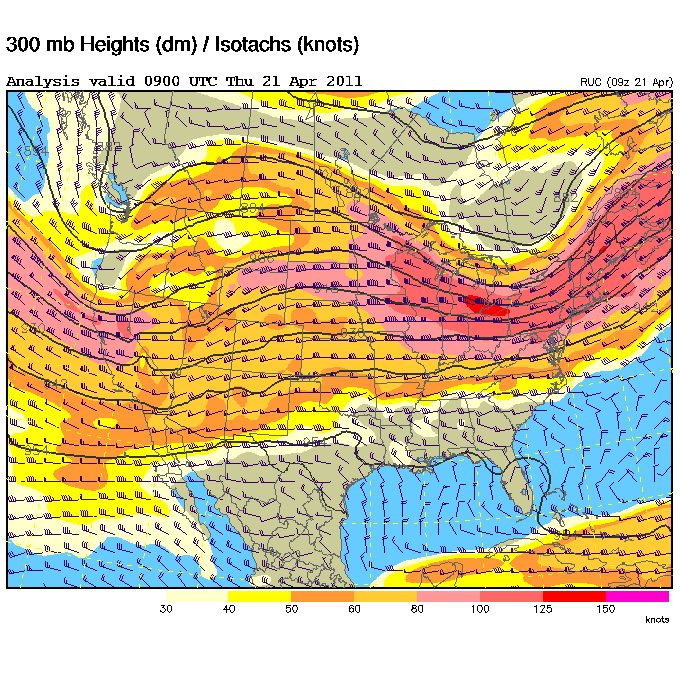 300 mb Heights (dm) / Isotachs (knots)
Analysis valid 0900 UTC Thu 21 Apr 2011
RUC (09z 21 Apr)
30 40 50 60 80 100 125 150
knots